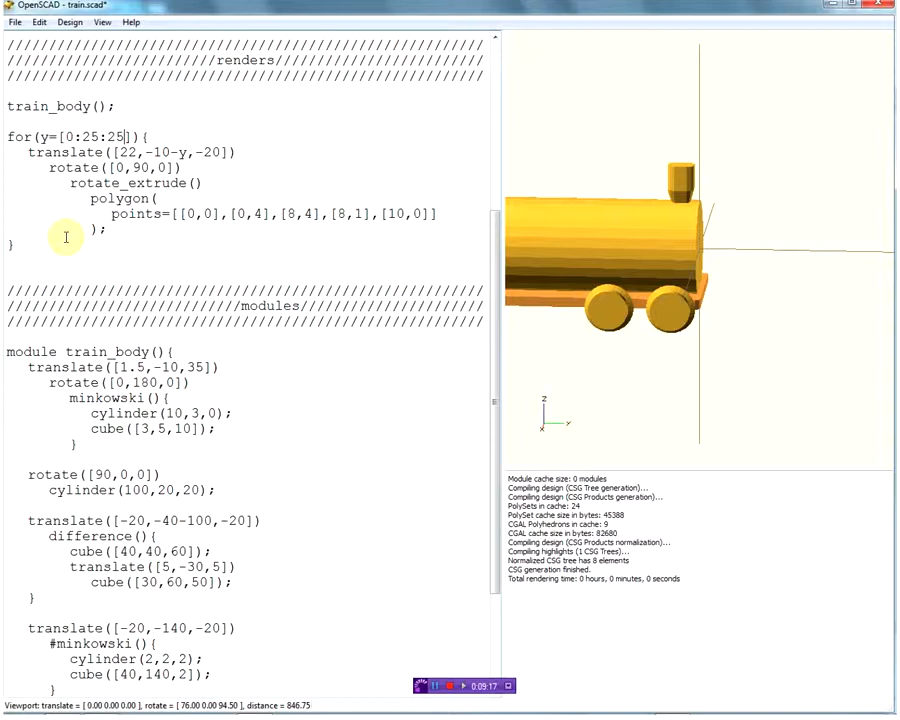 OpenSCAD - train.scad*
File Edit Design View Help
////////////////////////////////////////////////////////////
//////////////////////////renders//////////////////////////
////////////////////////////////////////////////////////////
train_body();
for(y=[0:25:25]){
translate([22,-10-y,-20])
rotate([0,90,0])
rotate_extrude()
polygon(
points=[[0,0],[0,4],[8,4],[8,1],[10,0]]
);
}
////////////////////////////////////////////////////////////
/////////////////////////////modules///////////////////////
////////////////////////////////////////////////////////////
module train_body(){
translate([1.5,-10,35])
rotate([0,180,0])
minkowski(){
cylinder(10,3,0);
cube([3,5,10]);
}
rotate([90,0,0])
cylinder(100,20,20);
translate([-20,-40-100,-20])
difference(){
cube([40,40,60]);
translate([5,-30,5])
cube([30,60,50]);
}
translate([-20,-140,-20])
#minkowski(){
cylinder(2,2,2);
cube([40,140,2]);
}
z
y
x
Module cache size: 0 modules
Compiling design (CSG Tree generation)...
Compiling design (CSG Products generation)...
PolySets in cache: 24
PolySet cache size in bytes: 45388
CGAL Polyhedrons in cache: 9
CGAL cache size in bytes: 82680
Compiling design (CSG Products normalization)...
Compiling highlights (1 CSG Trees)...
Normalized CSG tree has 8 elements
CSG generation finished.
Total rendering time: 0 hours, 0 minutes, 0 seconds
0:09:17
Viewport: translate = [ 0.00 0.00 0.00 ], rotate = [ 76.00 0.00 94.50 ], distance = 846.75